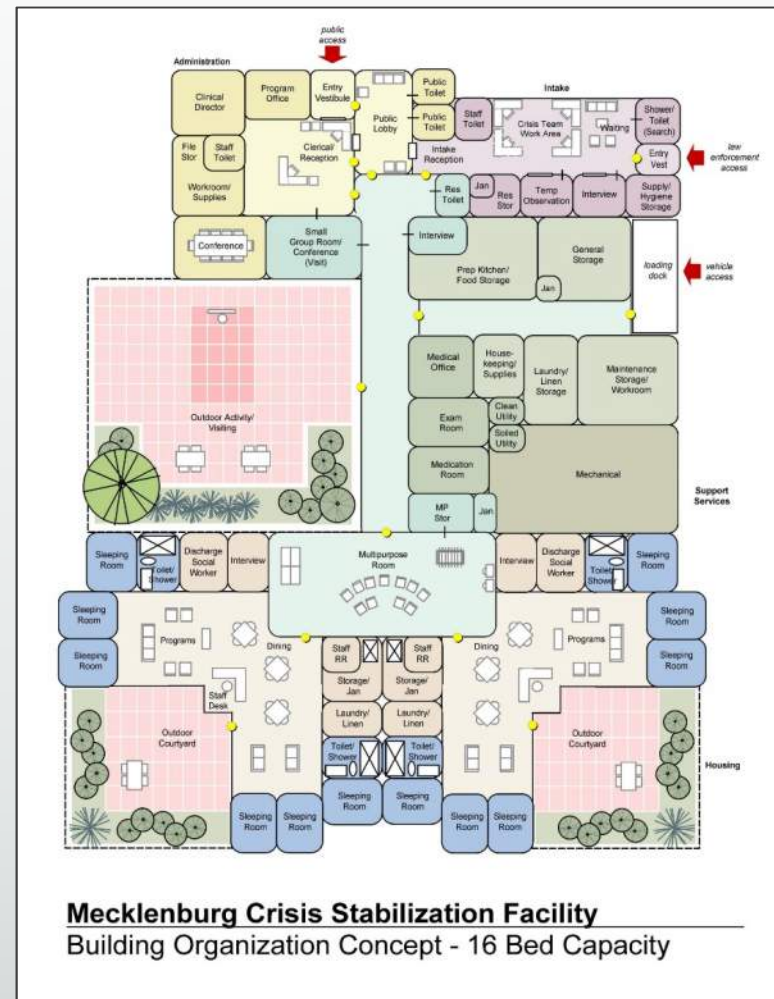 public
access
Administration
Clinical
Director
Program
Office
Entry
Vestibule
Public
Lobby
Public
Toilet
Public
Toilet
Intake
Staff
Toilet
Crisis Team
Work Area
Waiting
Shower/
Toilet
(Search)
File
Stor
Staff
Toilet
Clerical/
Reception
Intake
Reception
Entry
Vest
law
enforcement
access
Workroom/
Supplies
Res
Toilet
Jan
Res
Stor
Temp
Observation
Interview
Supply/
Hygiene
Storage
Conference
Small
Group Room/
Conference
(Visit)
Interview
Prep Kitchen/
Food Storage
Jan
General
Storage
loading
dock
vehicle
access
Medical
Office
House-
keeping/
Supplies
Laundry/
Linen
Storage
Maintenance
Storage/
Workroom
Outdoor Activity/
Visiting
Exam
Room
Clean
Utility
Soiled
Utility
Medication
Room
Mechanical
Support
Services
MP
Stor
Jan
Sleeping
Room
Toilet/
Shower
Discharge
Social
Worker
Interview
Multipurpose
Room
Interview
Discharge
Social
Worker
Toilet/
Shower
Sleeping
Room
Sleeping
Room
Sleeping
Room
Programs
Dining
Staff
RR
Staff
RR
Dining
Programs
Sleeping
Room
Sleeping
Room
Storage/
Jan
Storage/
Jan
Staff
Desk
Laundry/
Linen
Laundry/
Linen
Outdoor
Courtyard
Toilet/
Shower
Toilet/
Shower
Outdoor
Courtyard
Housing
Sleeping
Room
Sleeping
Room
Sleeping
Room
Sleeping
Room
Sleeping
Room
Sleeping
Room
Mecklenburg Crisis Stabilization Facility
Building Organization Concept - 16 Bed Capacity